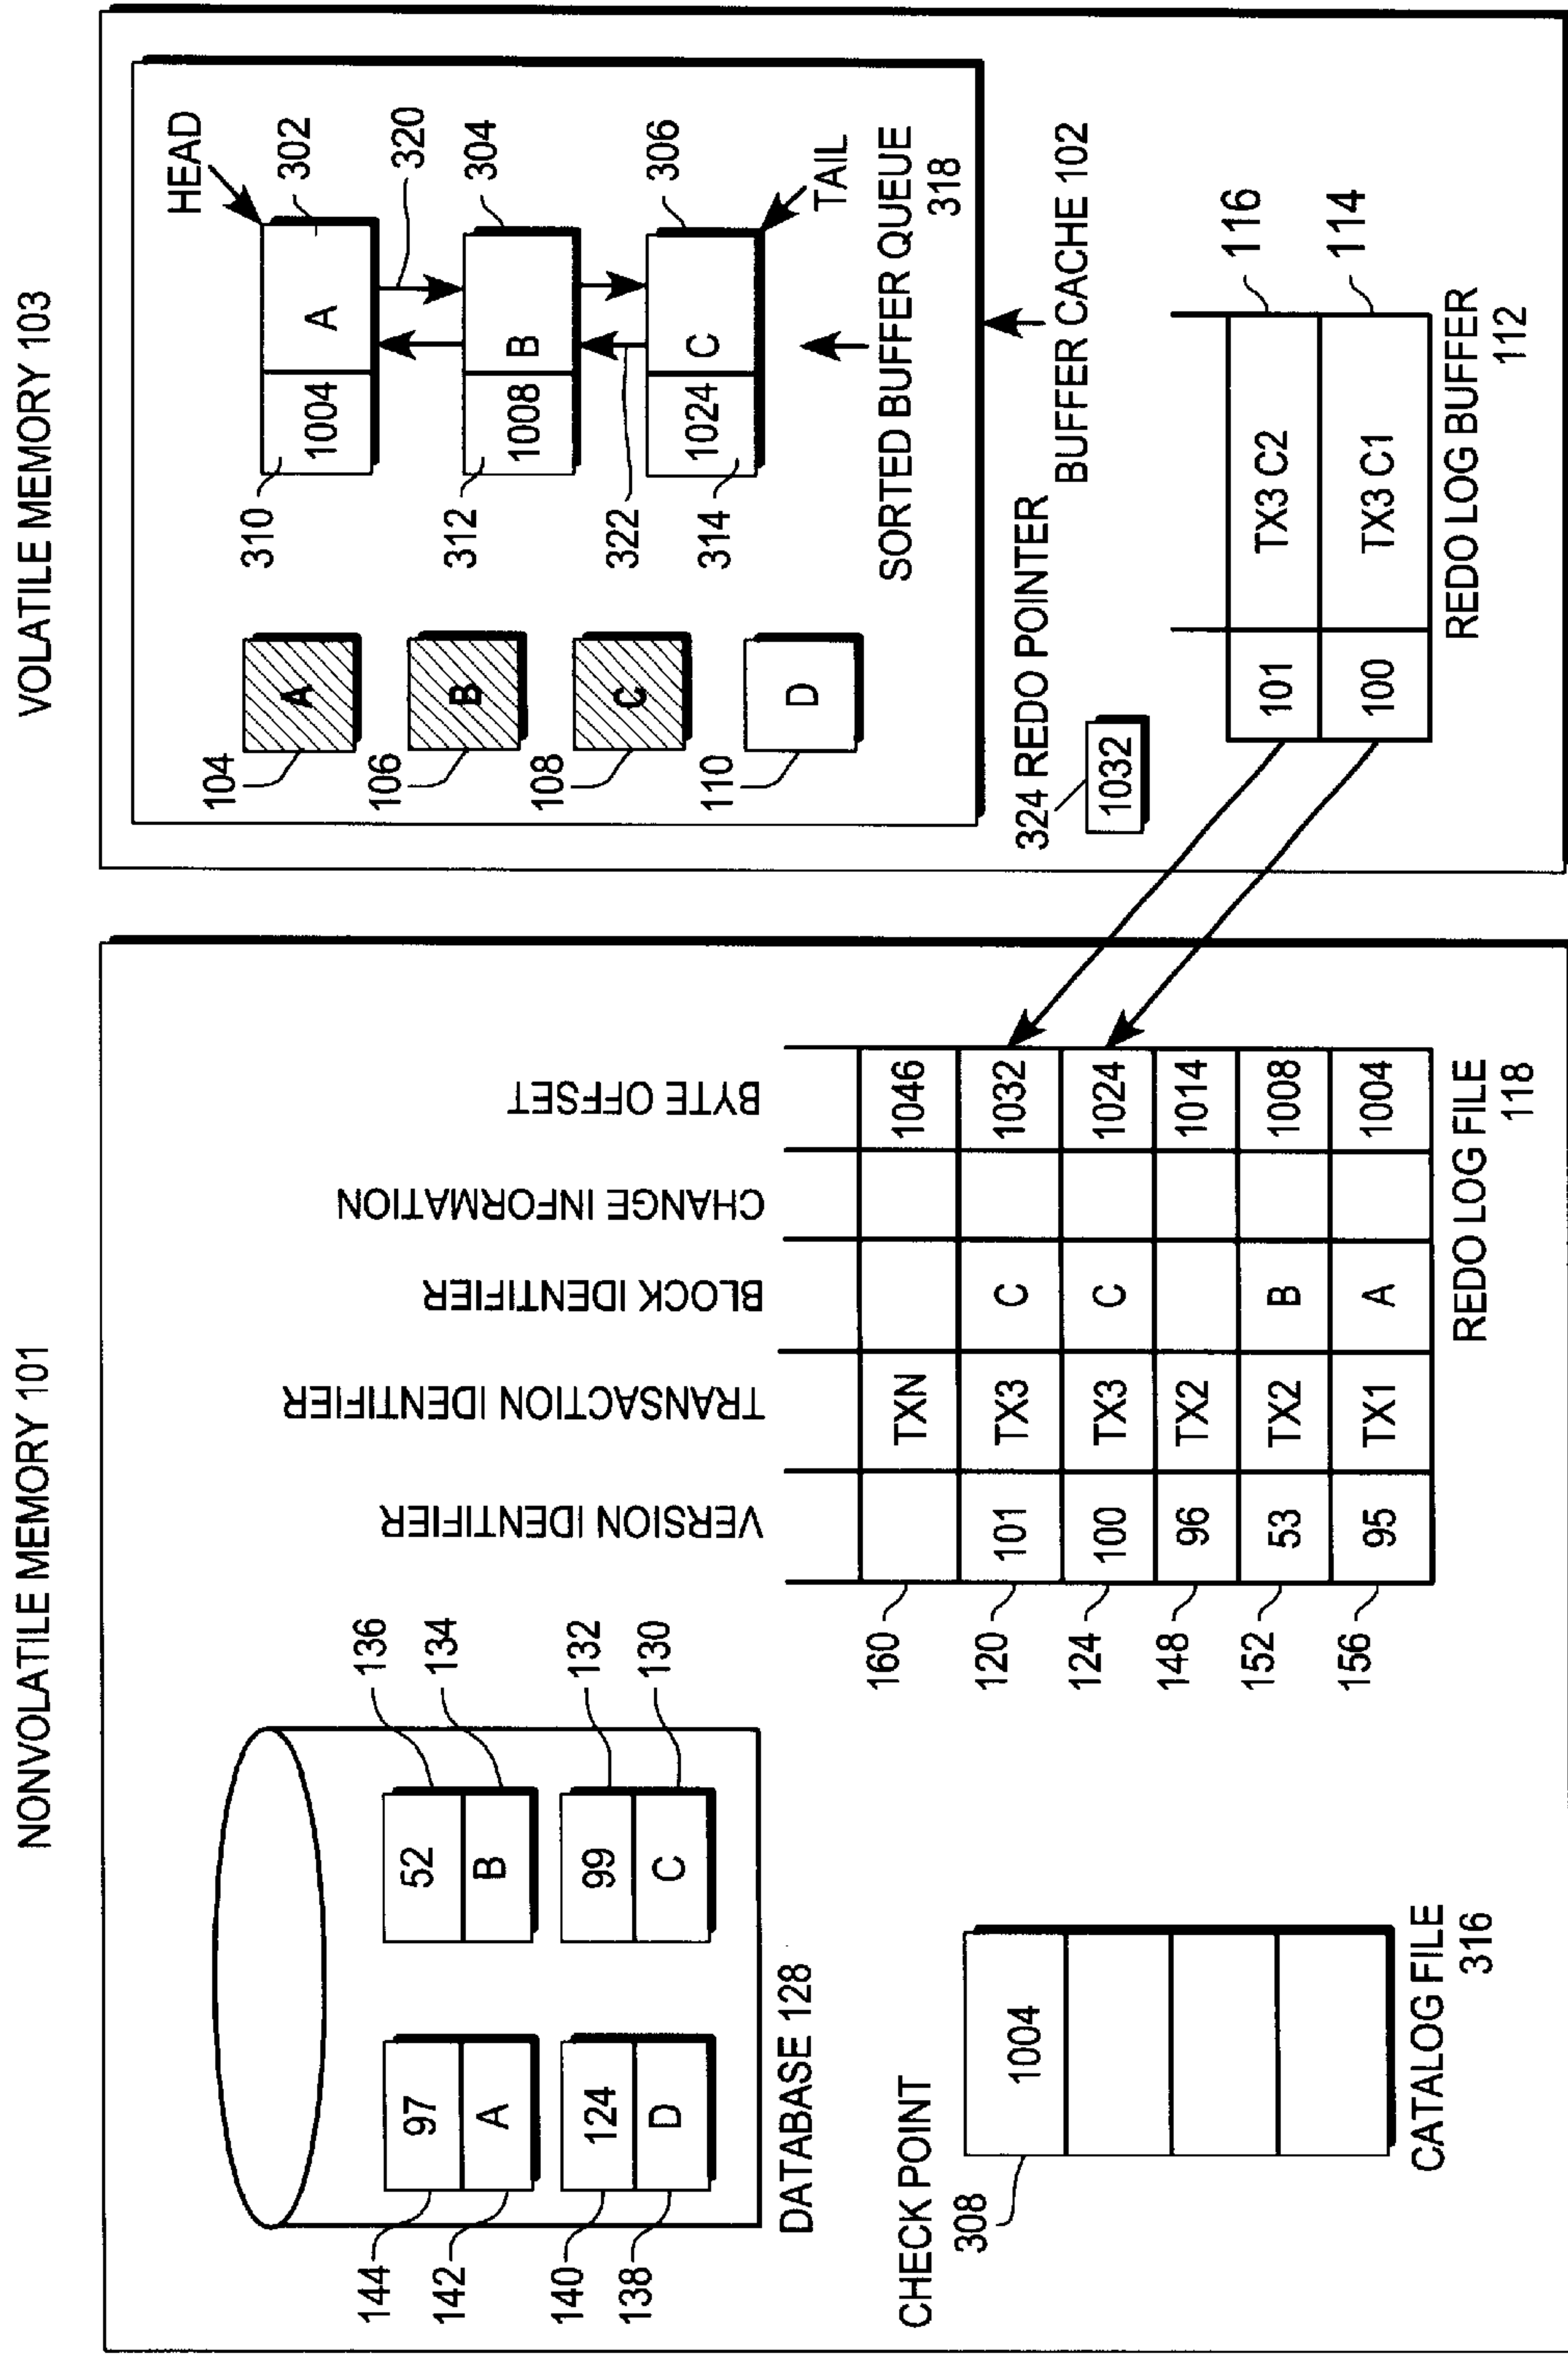 NONVOLATILE MEMORY 101
144
97
A
142
52
B
136
134
140
124
D
138
99
C
132
130
DATABASE 128
CHECK POINT
308
1004
CATALOG FILE
316
VERSION IDENTIFIER
TRANSACTION IDENTIFIER
BLOCK IDENTIFIER
CHANGE INFORMATION
BYTE OFFSET
160 TXN 1046
120 101 TX3 C 1032
124 100 TX3 C 1024
148 96 TX2 1014
152 53 TX2 B 1008
156 95 TX1 A 1004
REDO LOG FILE
118
VOLATILE MEMORY 103
104
A
106
B
108
C
110
D
HEAD
310
1004 A
302
320
312
1008 B
304
322
314
1024 C
306
TAIL
SORTED BUFFER QUEUE
318
BUFFER CACHE 102
324 REDO POINTER
1032
101 TX3 C2 116
100 TX3 C1 114
REDO LOG BUFFER
112